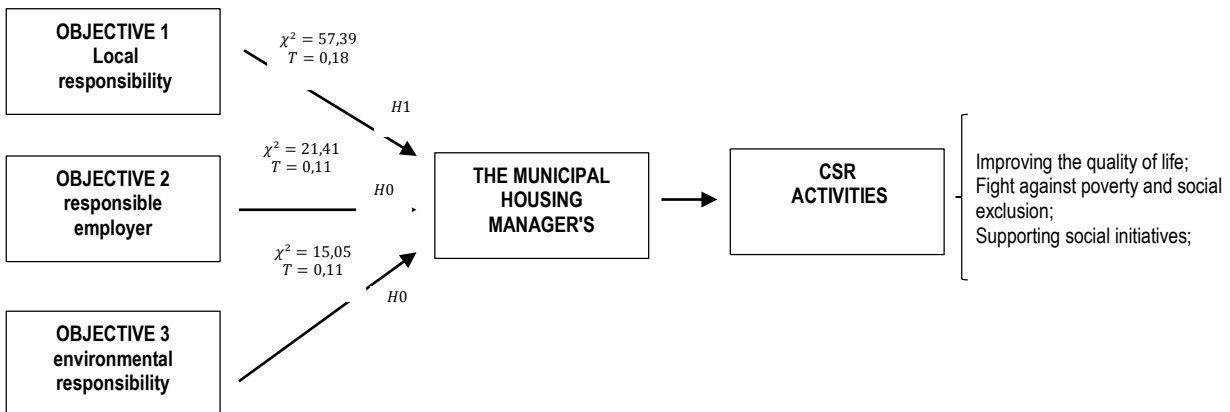 OBJECTIVE 1
Local
responsibility
χ² = 57,39
T = 0,18
H1
OBJECTIVE 2
responsible
employer
χ² = 21,41
T = 0,11
H0
OBJECTIVE 3
environmental
responsibility
χ² = 15,05
T = 0,11
H0
THE MUNICIPAL
HOUSING
MANAGER'S
CSR
ACTIVITIES
Improving the quality of life;
Fight against poverty and social
exclusion;
Supporting social initiatives;